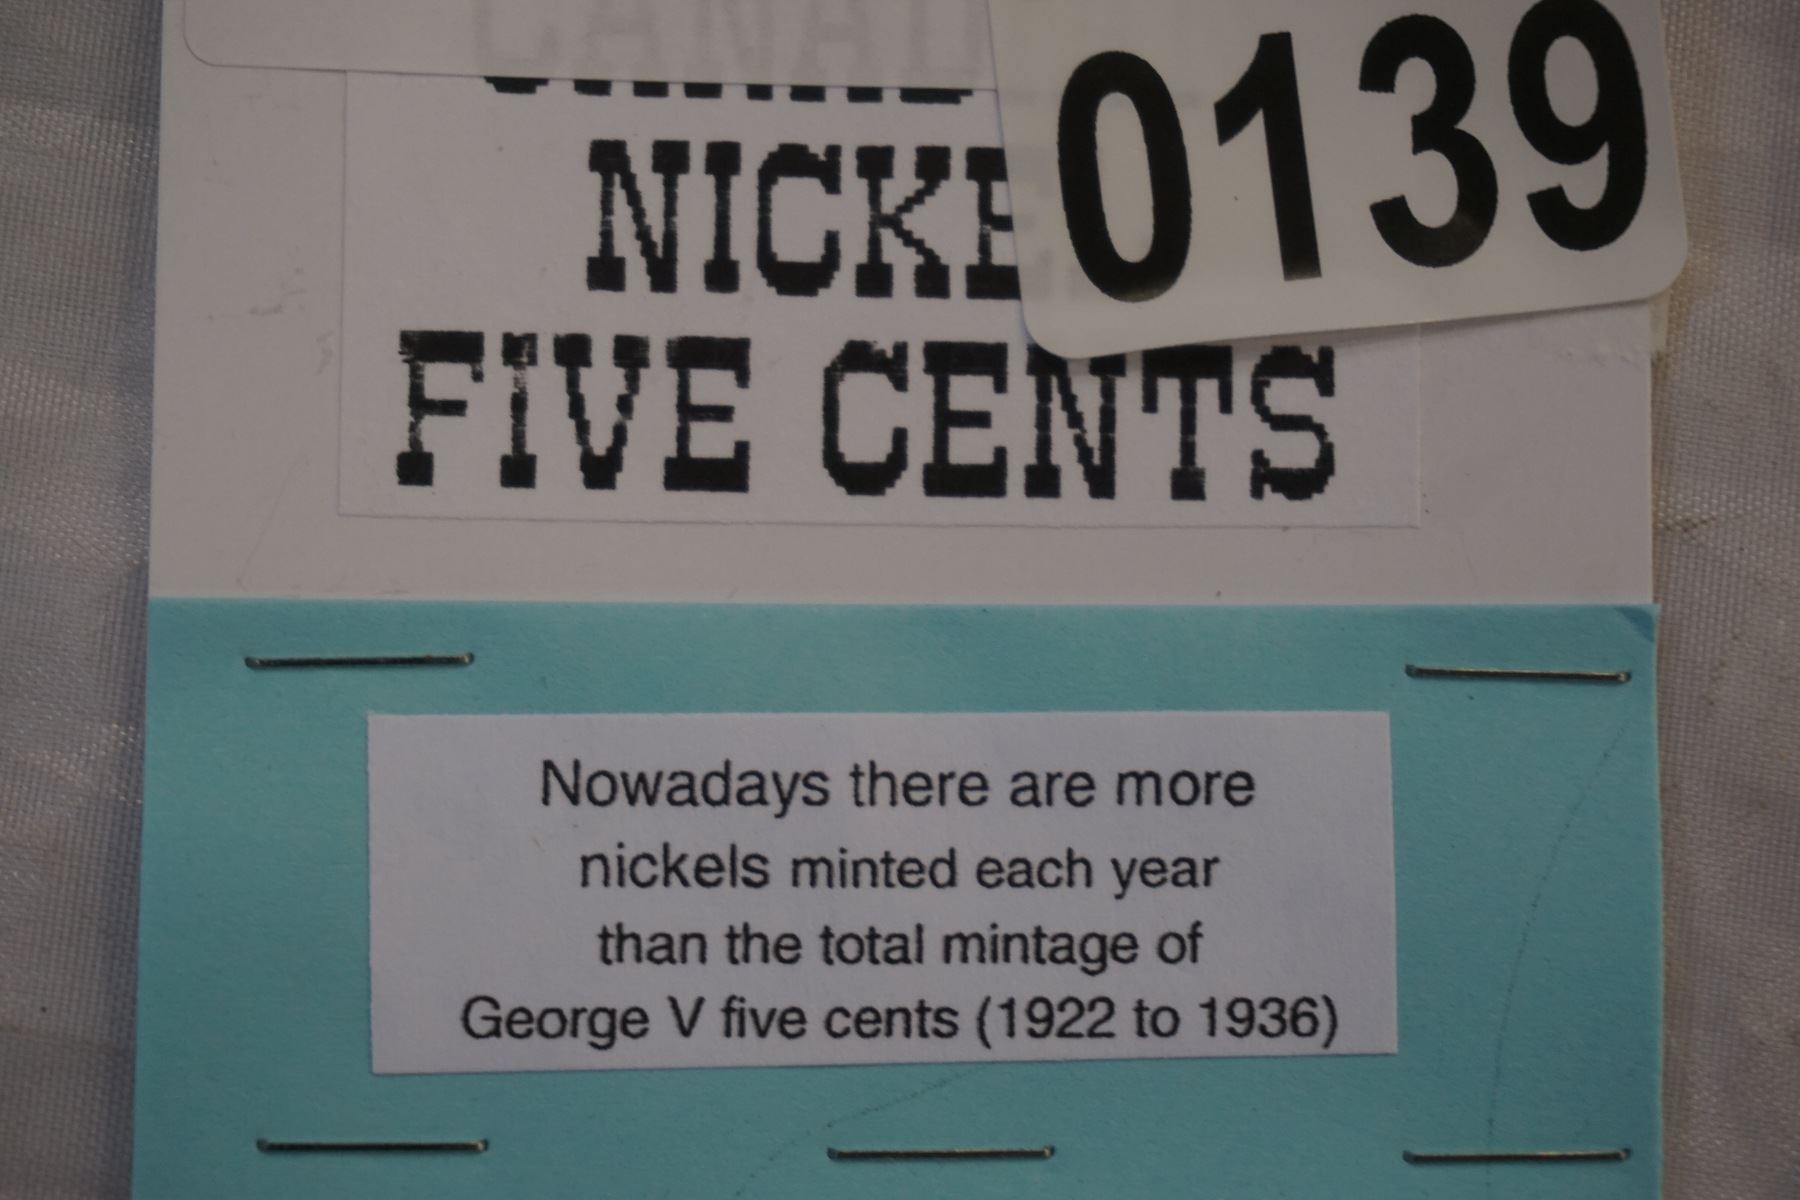 0139
NICKE
FIVE CENTS
Nowadays there are more
nickels minted each year
than the total mintage of
George V five cents (1922 to 1936)